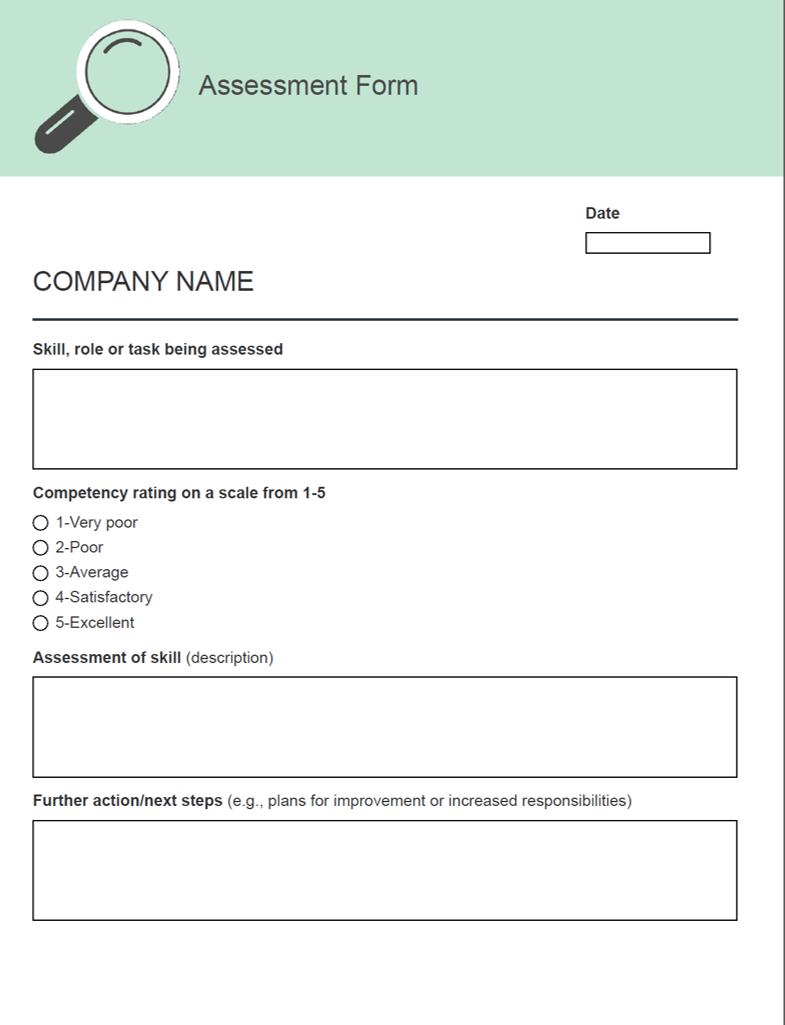 Assessment Form
Date
COMPANY NAME
Skill, role or task being assessed
Competency rating on a scale from 1-5
1-Very poor
2-Poor
3-Average
4-Satisfactory
5-Excellent
Assessment of skill (description)
Further action/next steps (e.g., plans for improvement or increased responsibilities)